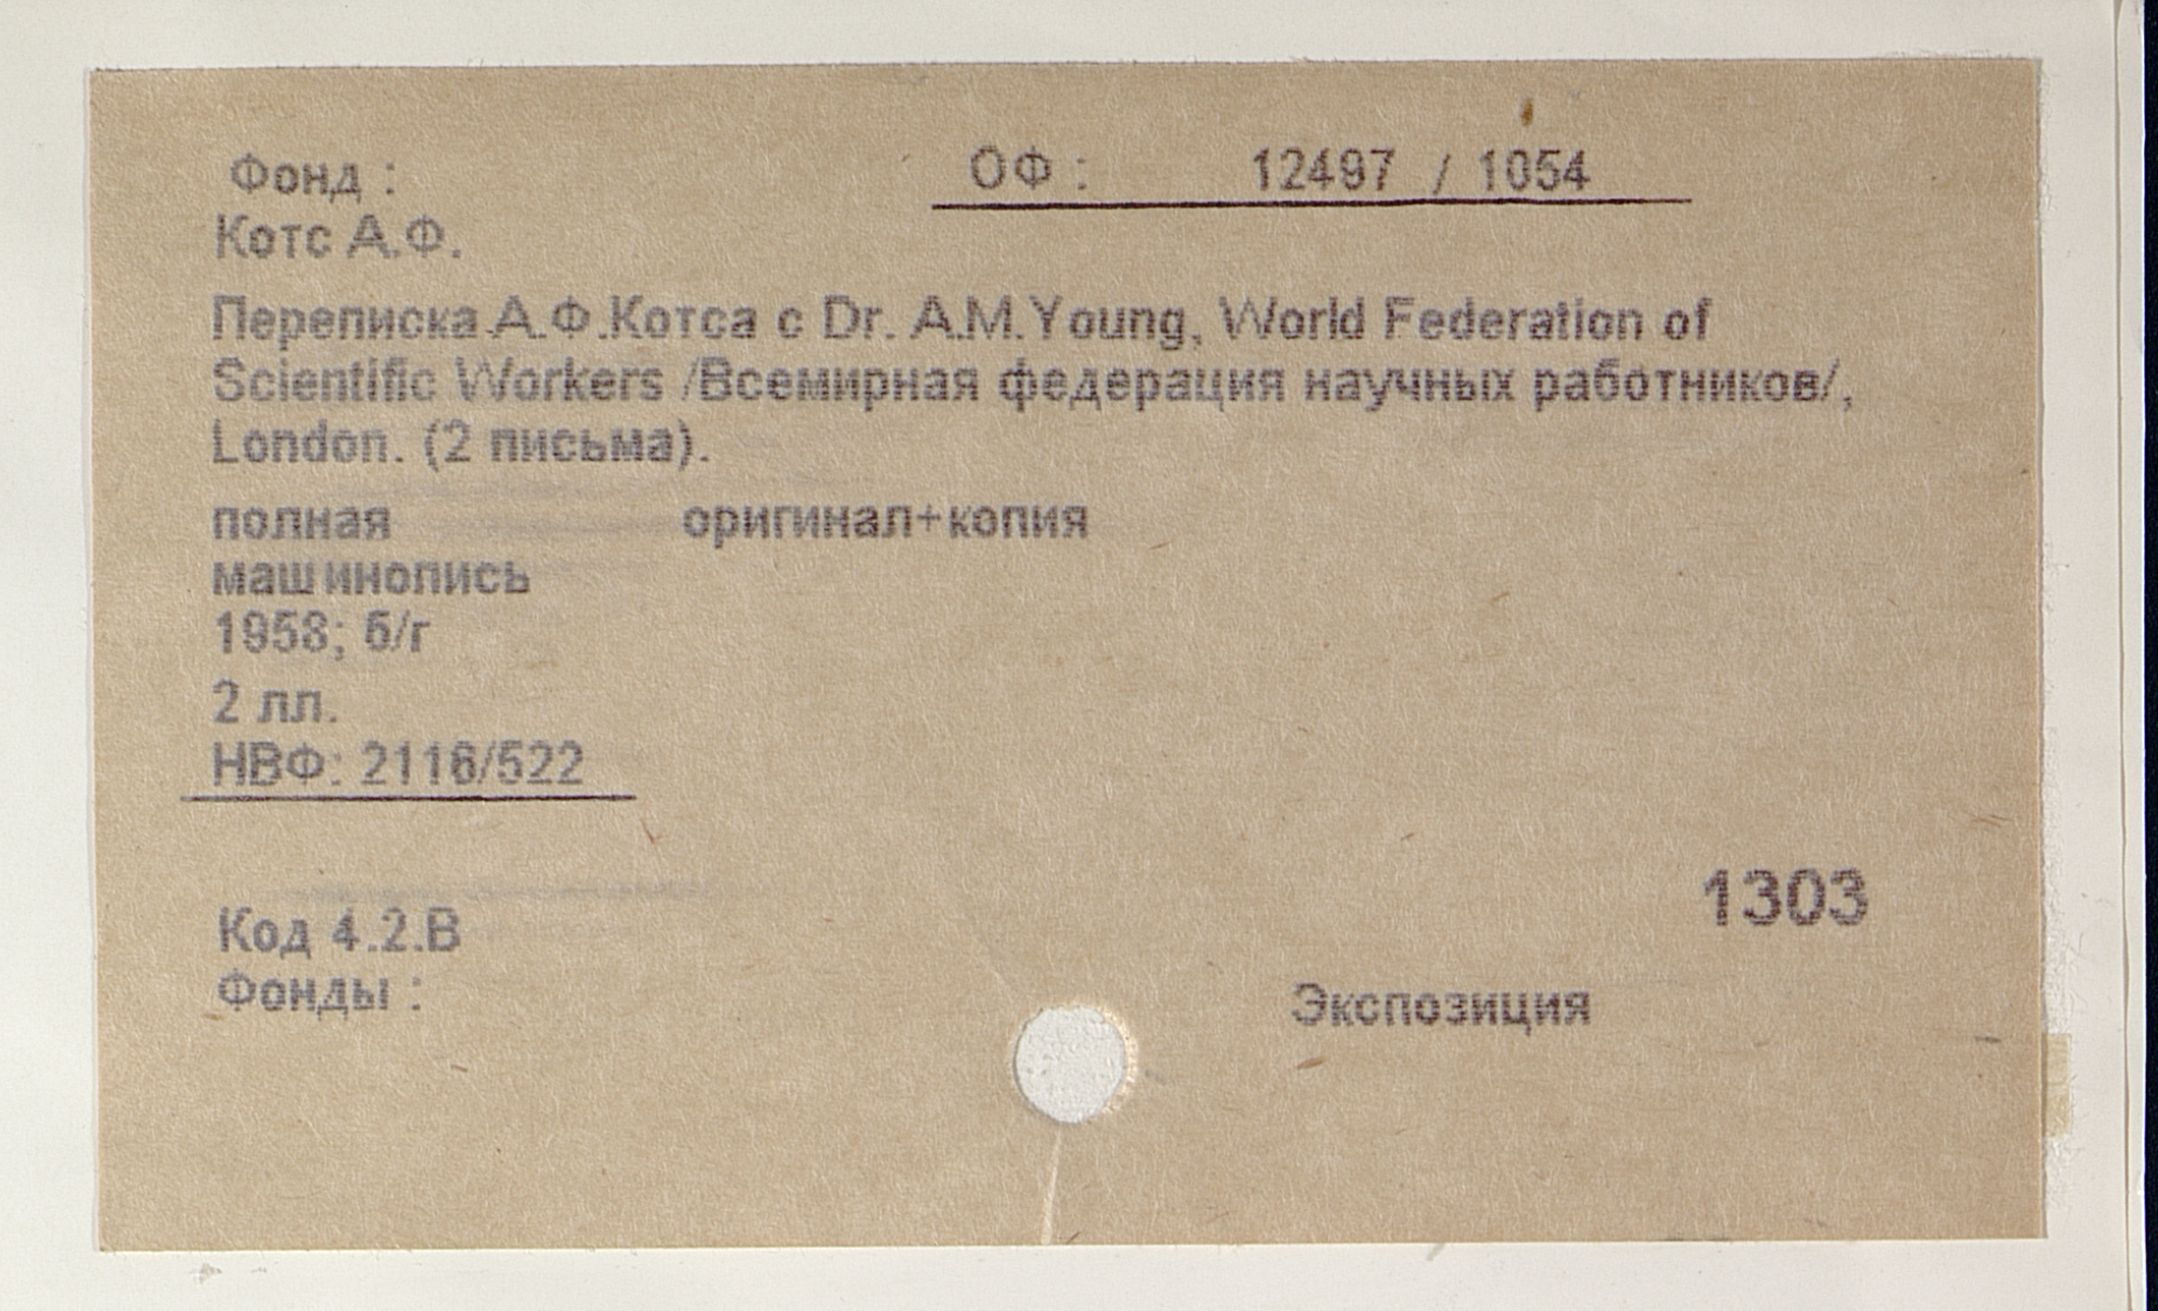 Фонд :
ОФ : 12497 / 1054
Котс А.Ф.
Переписка А.Ф.Котса с Dr. A.M.Young, World Federation of
Scientific Workers /Всемирная федерация научных работников/,
London. (2 письма).
полная оригинал+копия
машинопись
1958; б/г
2 лл.
НВФ: 2116/522
1303
Код 4.2.В
Фонды :
Экспозиция